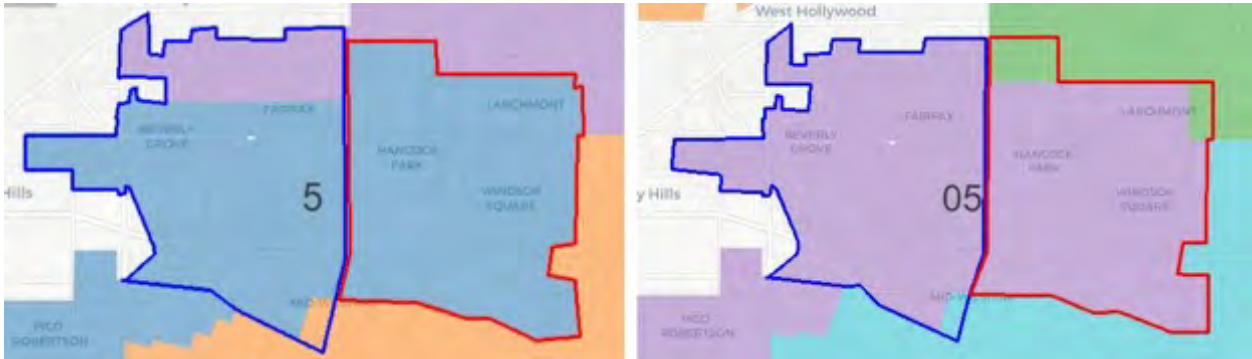 FAIRFAX
LARCHMONT
BEVERLY
GROVE
HANCOCK
PARK
Hills
5
WINDSOR
SQUARE
PICO
ROBERTSON
West Hollywood
LARCHMONT
FAIRFAX
BEVERLY
GROVE
HANCOCK
PARK
y Hills
05
WINDSOR
SQUARE
PICO
ROBERTSON